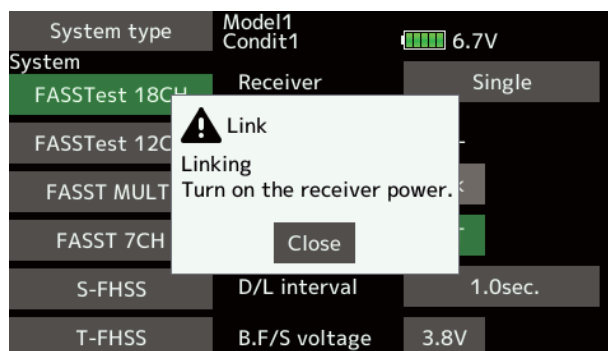 System type
Model1
Condit1
6.7V
System
FASSTest 18CH
Receiver
Single
Link
Linking
Turn on the receiver power.
Close
FASSTest 12C
FASST MULT
FASST 7CH
S-FHSS
D/L interval
1.0sec.
T-FHSS
B.F/S voltage
3.8V